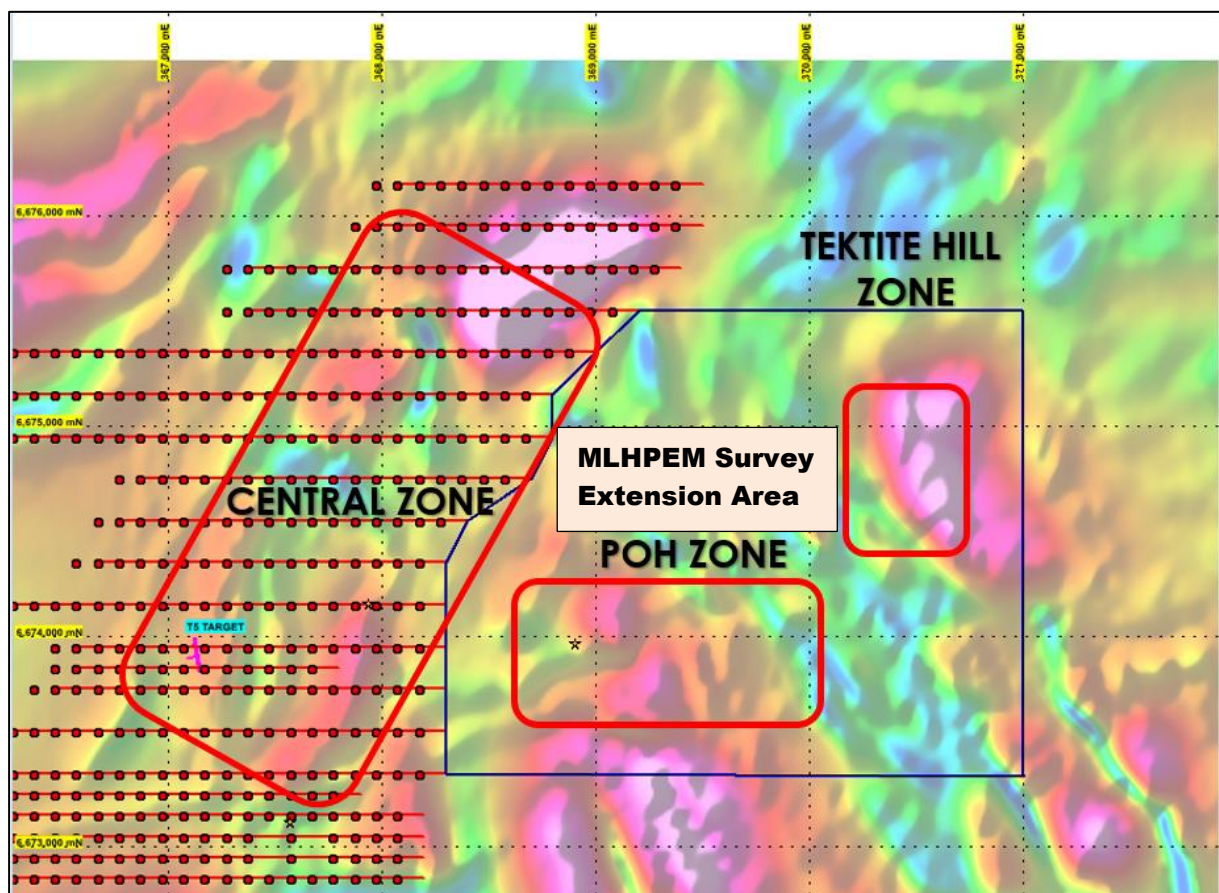 367,000 mE
368,000 mE
369,000 mE
370,000 mE
371,000 mE
6,676,000 mN
TEKTITE HILL
ZONE
6,675,000 mN
MLHPEM Survey
Extension Area
CENTRAL ZONE
POH ZONE
T5 TARGET
6,674,000 mN
6,673,000 mN